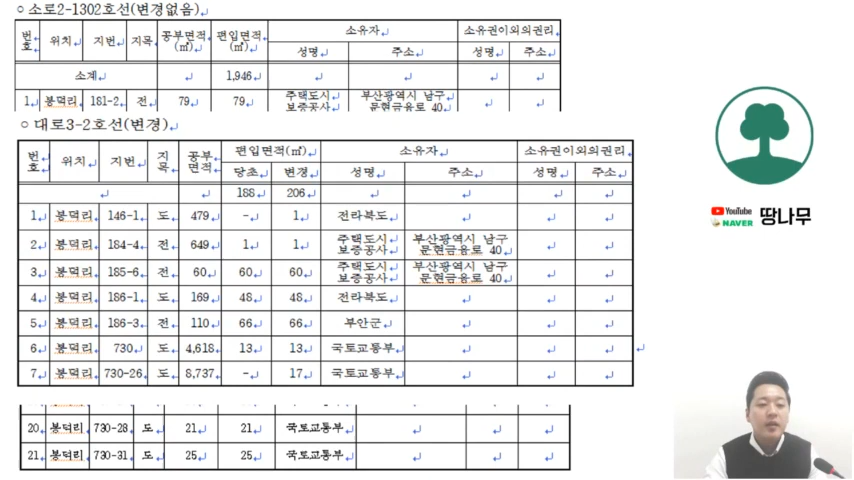 ○ 소로2-1302호선(변경없음)
번호 위치 지번 지목 공부면적(㎡) 편입면적(㎡) 소유자 소유권이외의권리
성명 주소 성명 주소
소계 1,946
1 봉덕리 181-2 전 79 79 주택도시보증공사 부산광역시 남구 문현금융로 40
○ 대로3-2호선(변경)
번호 위치 지번 지목 공부면적 편입면적(㎡) 소유자 소유권이외의권리
당초 변경 성명 주소 성명 주소
188 206
1 봉덕리 146-1 도 479 - 1 전라북도
2 봉덕리 184-4 전 649 1 1 주택도시보증공사 부산광역시 남구 문현금융로 40
3 봉덕리 185-6 전 60 60 60 주택도시보증공사 부산광역시 남구 문현금융로 40
4 봉덕리 186-1 도 169 48 48 전라북도
5 봉덕리 186-3 전 110 66 66 부안군
6 봉덕리 730 도 4,618 13 13 국토교통부
7 봉덕리 730-26 도 8,737 - 17 국토교통부
20 봉덕리 730-28 도 21 21 국토교통부
21 봉덕리 730-31 도 25 25 국토교통부
YouTube
NAVER
땅나무